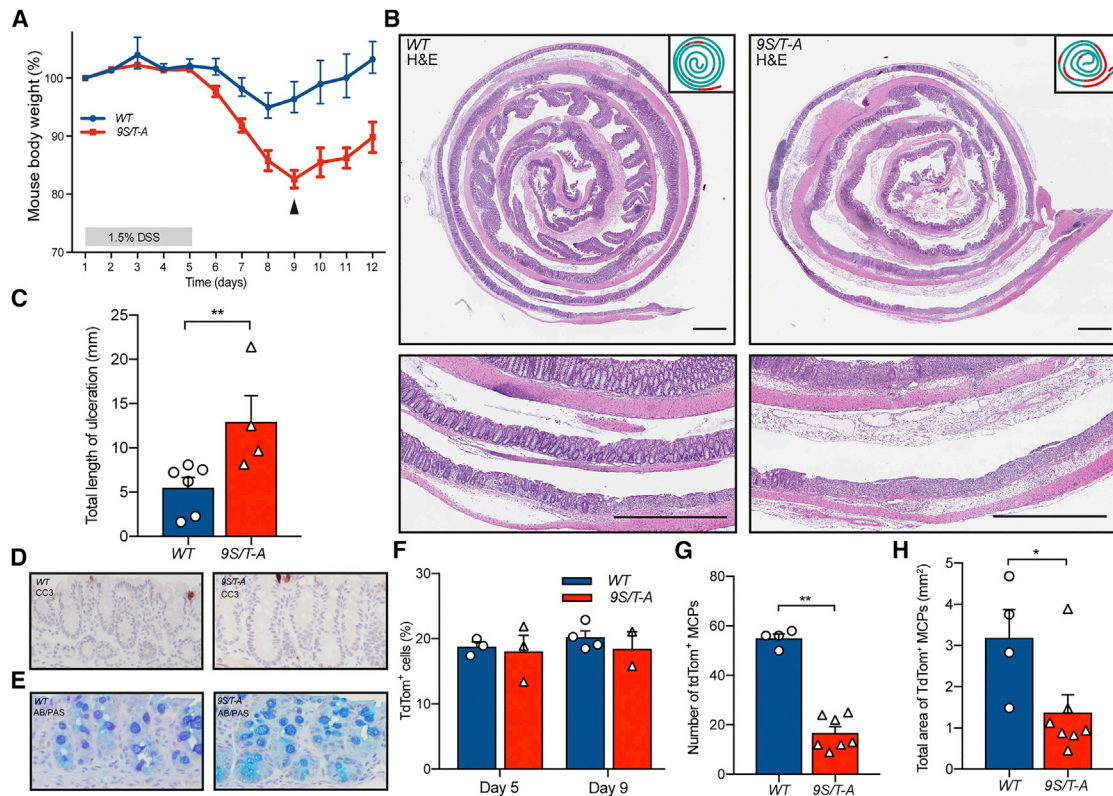 A
Mouse body weight (%)
100
90
80
70
WT
9S/T-A
1.5% DSS
1 2 3 4 5 6 7 8 9 10 11 12
Time (days)
B
WT
H&E
9S/T-A
H&E
C
Total length of ulceration (mm)
25
20
15
10
5
0
**
WT 9S/T-A
D
WT
CC3
9S/T-A
CC3
E
WT
AB/PAS
9S/T-A
AB/PAS
F
TdTom+ cells (%)
30
20
10
0
WT
9S/T-A
Day 5 Day 9
G
Number of tdTom+ MCPs
80
60
40
20
0
**
WT 9S/T-A
H
Total area of TdTom+ MCPs (mm²)
5
4
3
2
1
0
*
WT 9S/T-A